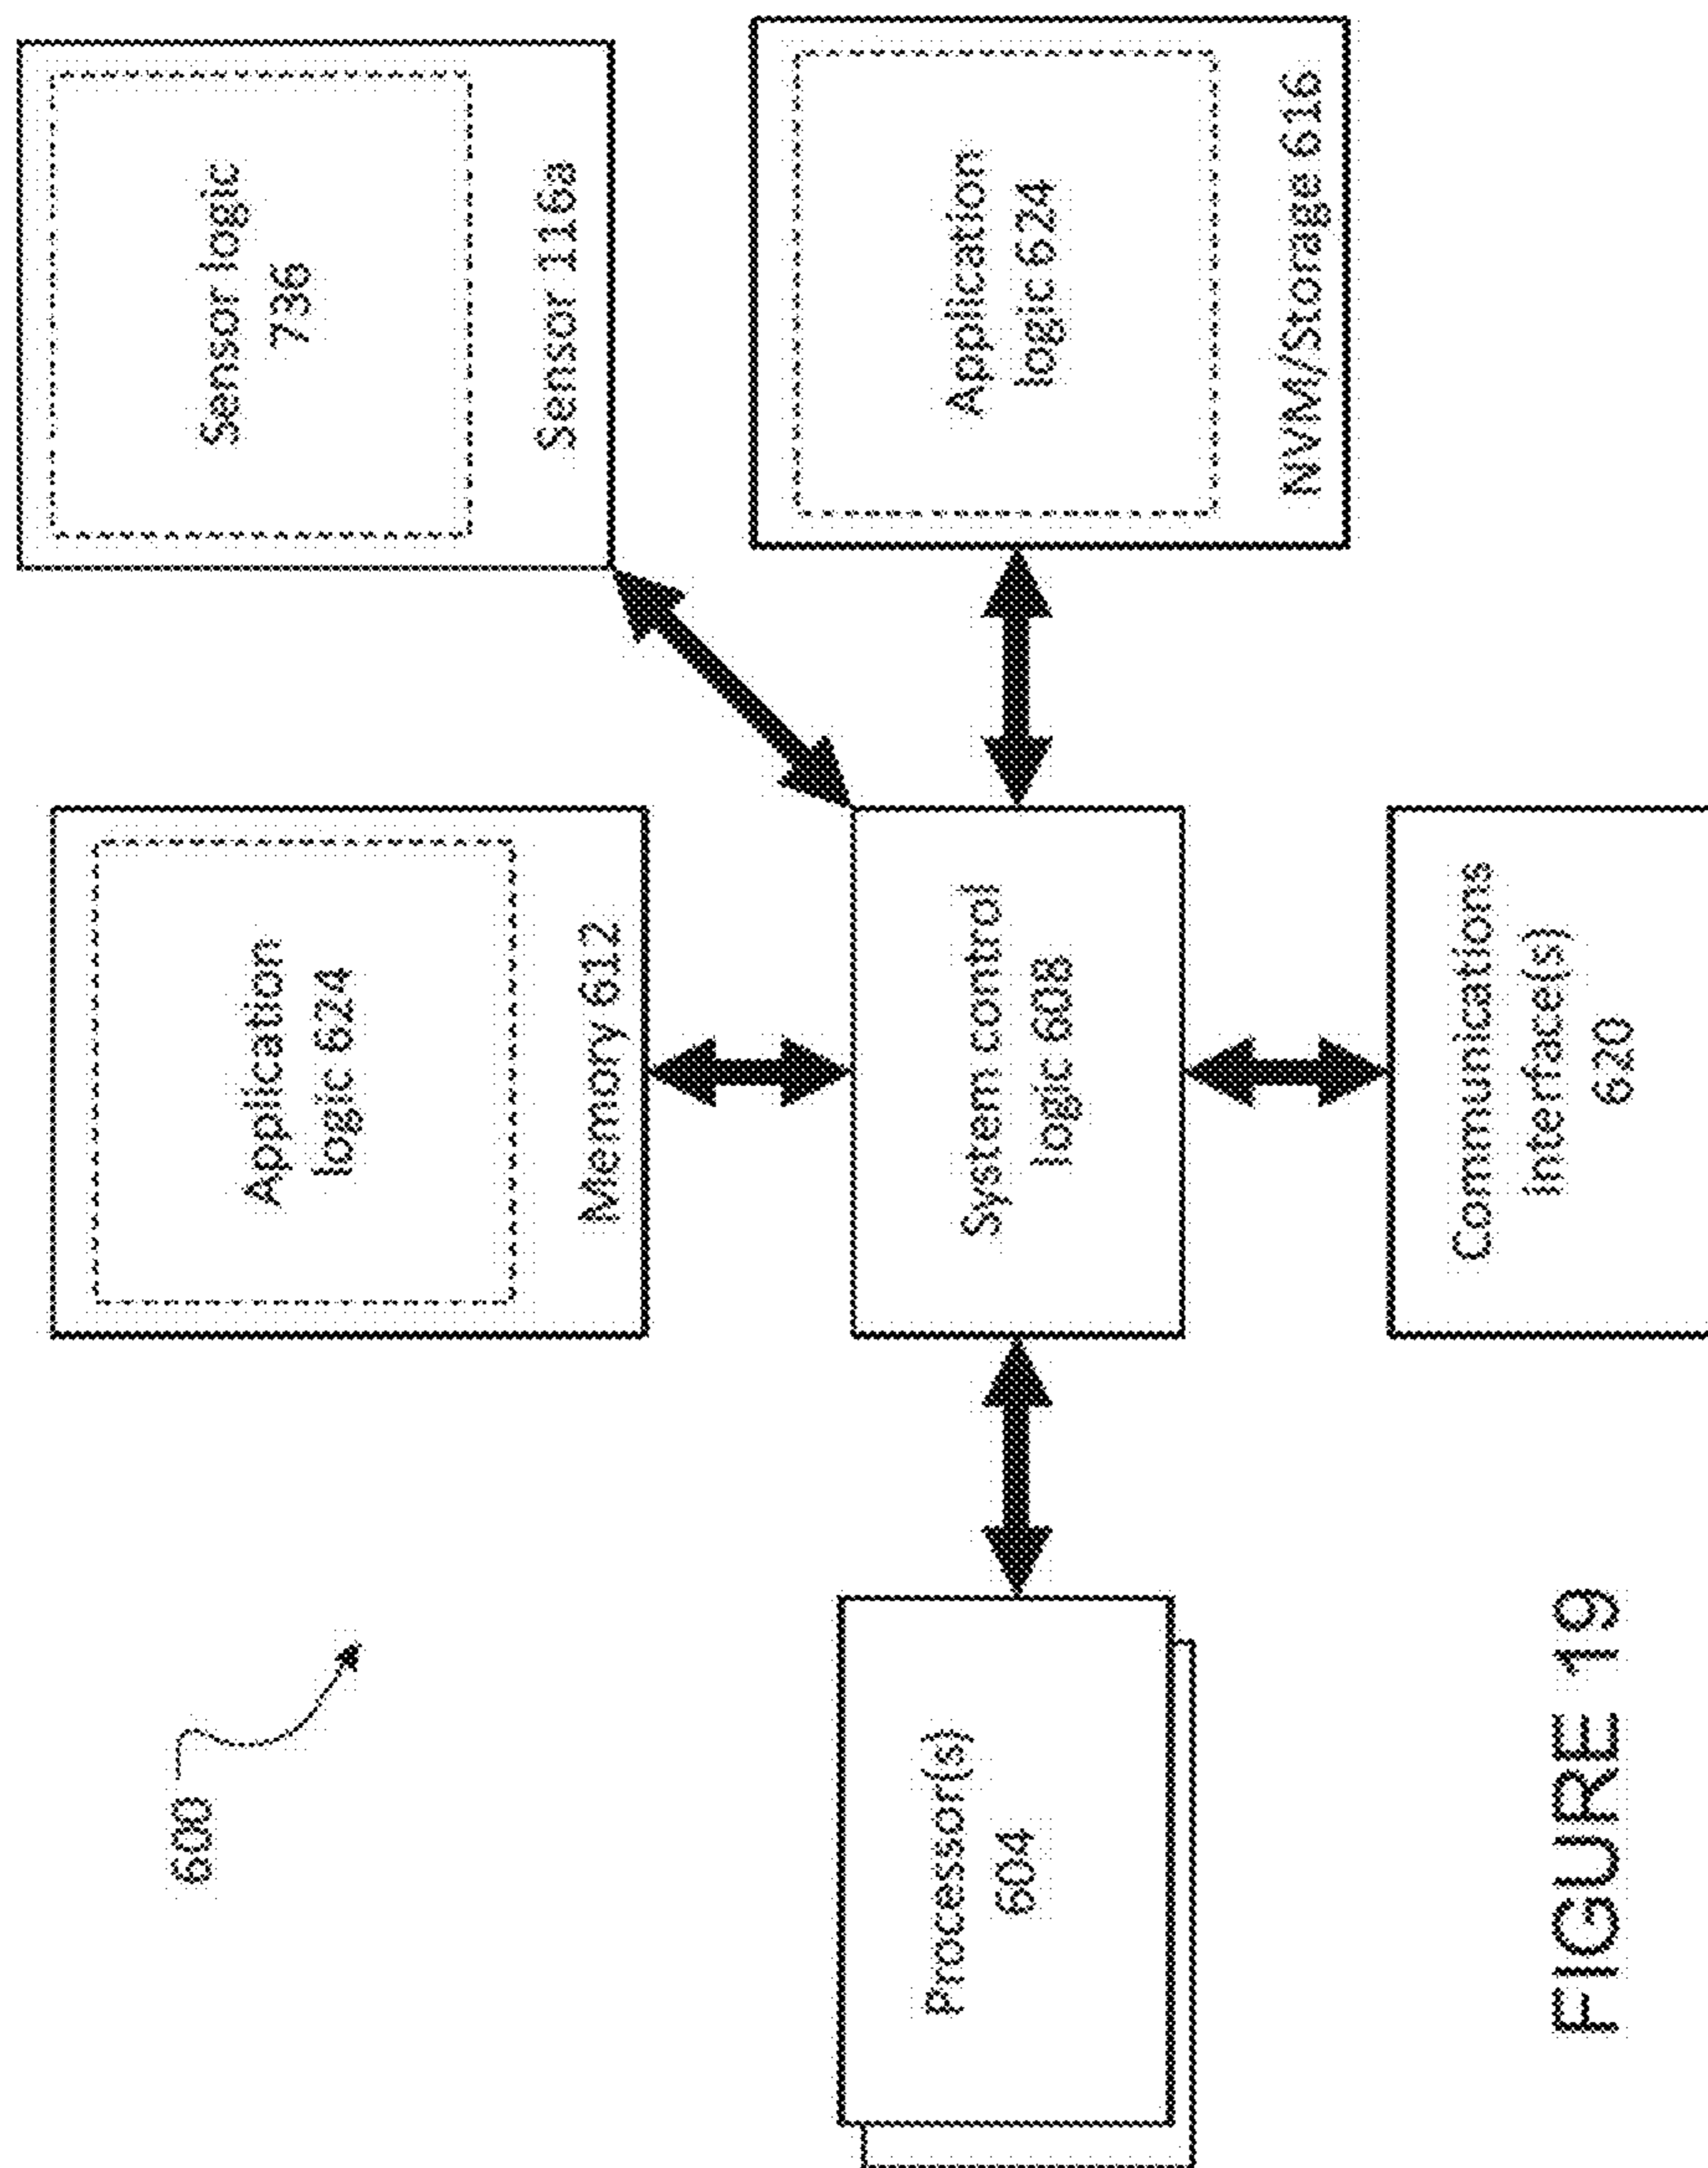 600
Application
logic 624
Memory 612
Sensor logic
736
Sensor 116a
Processor(s)
604
System control
logic 608
Application
logic 624
NVM/Storage 616
Communications
interface(s)
620
FIGURE 19